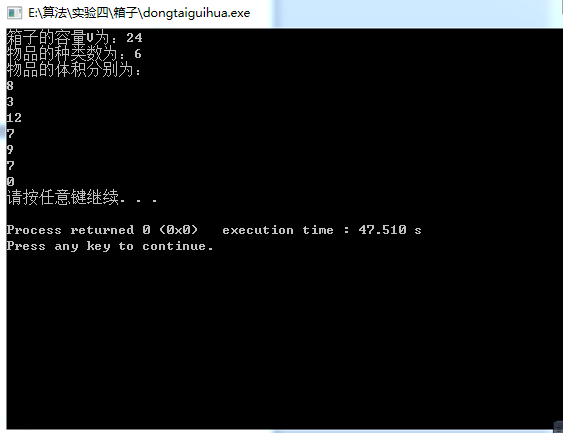 E:\算法\实验四\箱子\dongtaiguihua.exe
箱子的容量V为：24
物品的种类数为：6
物品的体积分别为：
8
3
12
7
9
7
0
请按任意键继续. . .
Process returned 0 (0x0)   execution time : 47.510 s
Press any key to continue.